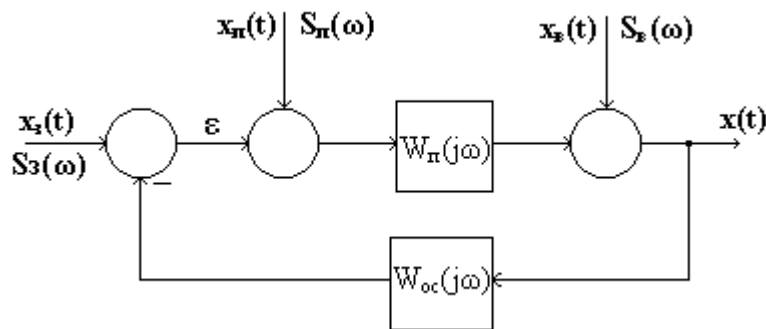 xп(t) Sп(ω) xв(t) Sв(ω)
xз(t) ε Wп(jω) x(t)
SЗ(ω)
–
Wос(jω)